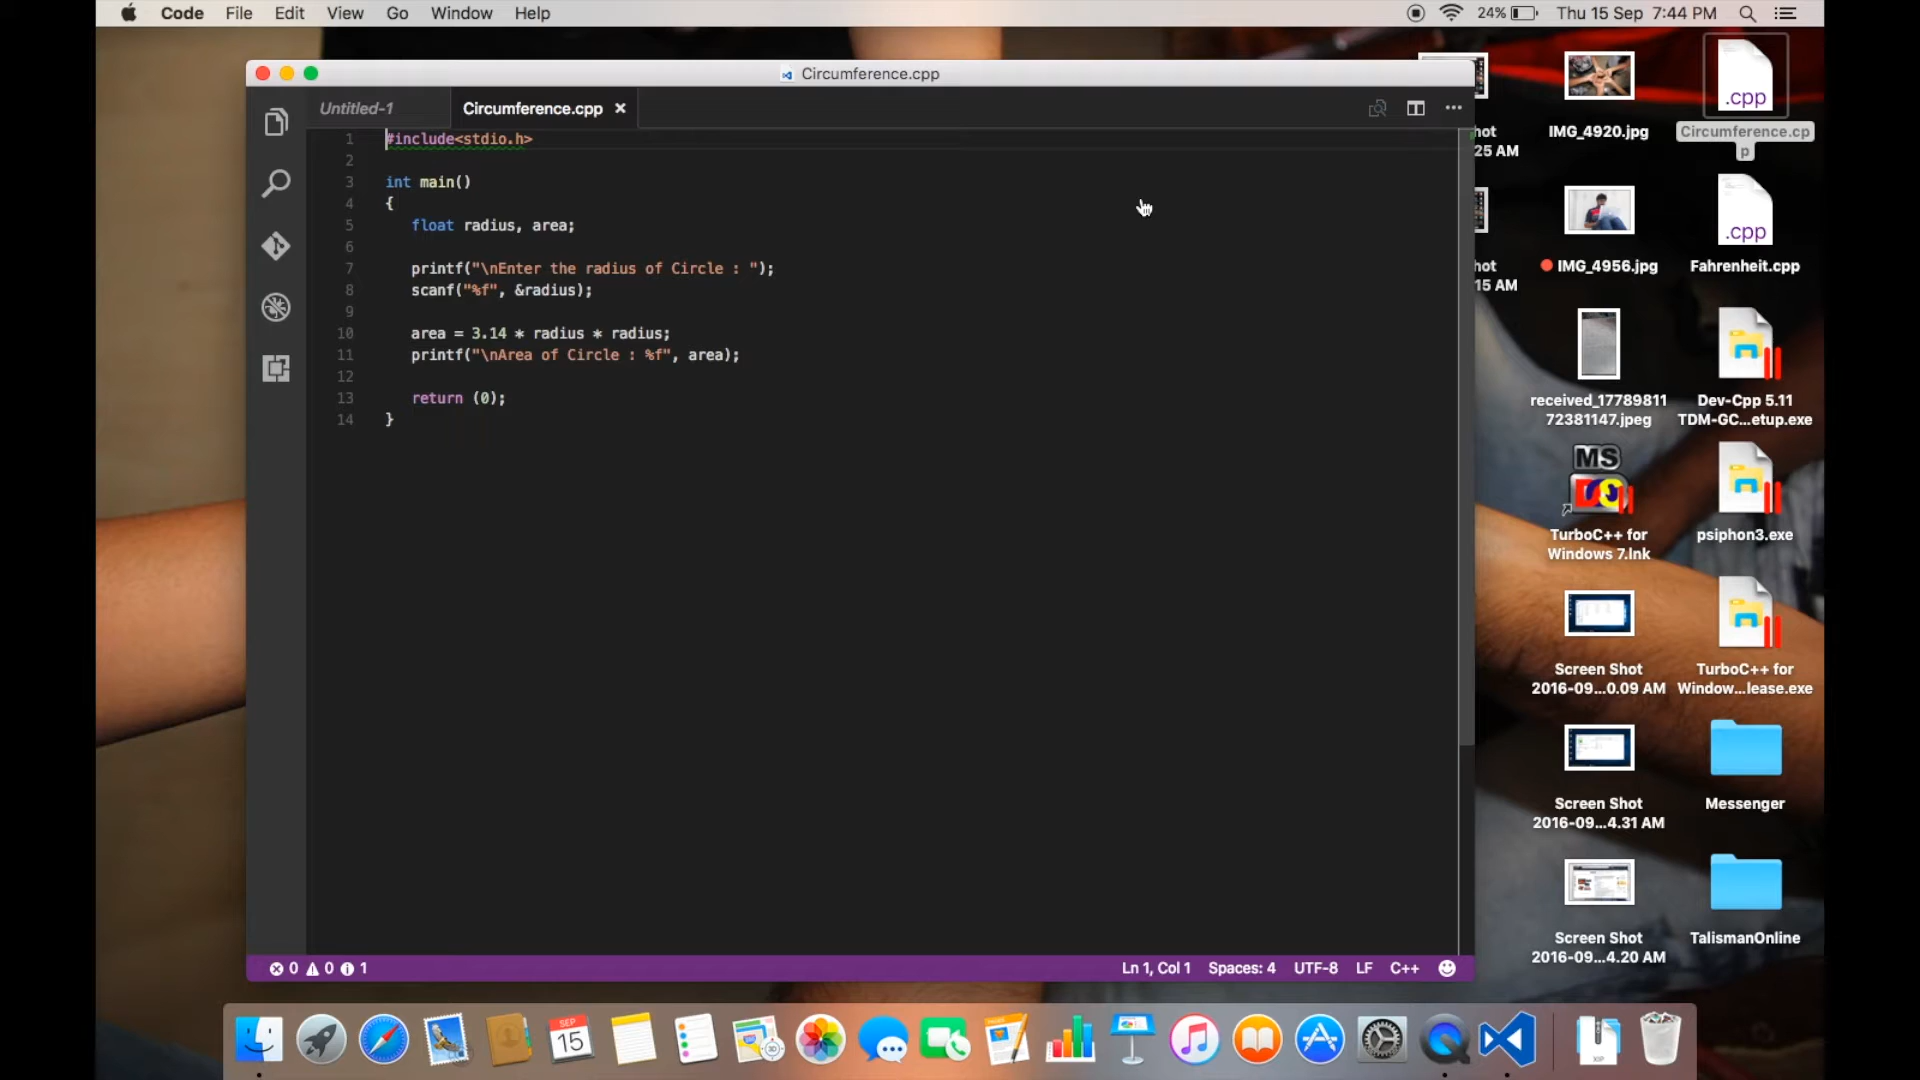 Code File Edit View Go Window Help
24% Thu 15 Sep 7:44 PM
Circumference.cpp
Untitled-1 Circumference.cpp
1 #include<stdio.h>
2
3 int main()
4 {
5 float radius, area;
6
7 printf("\nEnter the radius of Circle : ");
8 scanf("%f", &radius);
9
10 area = 3.14 * radius * radius;
11 printf("\nArea of Circle : %f", area);
12
13 return (0);
14 }
0 0 1
Ln 1, Col 1 Spaces: 4 UTF-8 LF C++
25 AM
15 AM
IMG_4920.jpg
.cpp
Circumference.cp
p
IMG_4956.jpg
.cpp
Fahrenheit.cpp
received_17789811
72381147.jpeg
Dev-Cpp 5.11
TDM-GC...etup.exe
MS
TurboC++ for
Windows 7.lnk
psiphon3.exe
Screen Shot
2016-09...0.09 AM
TurboC++ for
Window...lease.exe
Screen Shot
2016-09...4.31 AM
Messenger
Screen Shot
2016-09...4.20 AM
TalismanOnline
SEP
15